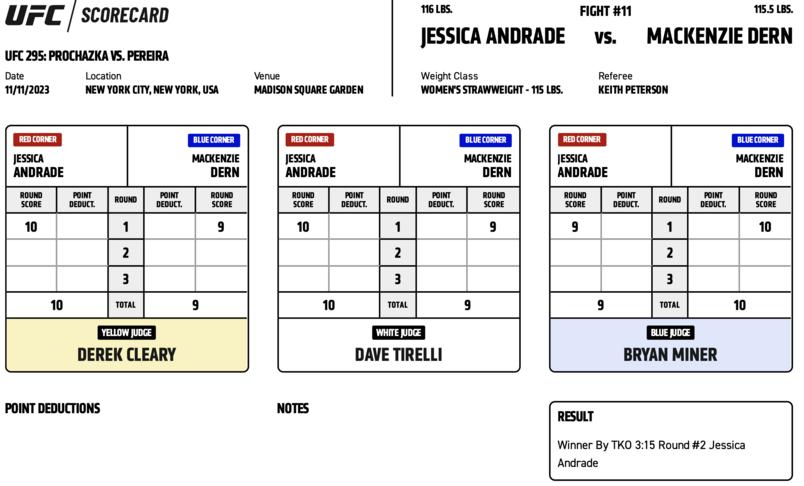 UFC SCORECARD
UFC 295: PROCHAZKA VS. PEREIRA
Date Location Venue
11/11/2023 NEW YORK CITY, NEW YORK, USA MADISON SQUARE GARDEN
116 LBS. FIGHT #11 115.5 LBS.
JESSICA ANDRADE vs. MACKENZIE DERN
Weight Class Referee
WOMEN'S STRAWWEIGHT - 115 LBS. KEITH PETERSON
RED CORNER BLUE CORNER
JESSICA MACKENZIE
ANDRADE DERN
ROUND POINT ROUND POINT ROUND
SCORE DEDUCT. DEDUCT. SCORE
10 1 9
2
3
10 TOTAL 9
YELLOW JUDGE
DEREK CLEARY
RED CORNER BLUE CORNER
JESSICA MACKENZIE
ANDRADE DERN
ROUND POINT ROUND POINT ROUND
SCORE DEDUCT. DEDUCT. SCORE
10 1 9
2
3
10 TOTAL 9
WHITE JUDGE
DAVE TIRELLI
RED CORNER BLUE CORNER
JESSICA MACKENZIE
ANDRADE DERN
ROUND POINT ROUND POINT ROUND
SCORE DEDUCT. DEDUCT. SCORE
9 1 10
2
3
9 TOTAL 10
BLUE JUDGE
BRYAN MINER
POINT DEDUCTIONS
NOTES
RESULT
Winner By TKO 3:15 Round #2 Jessica
Andrade